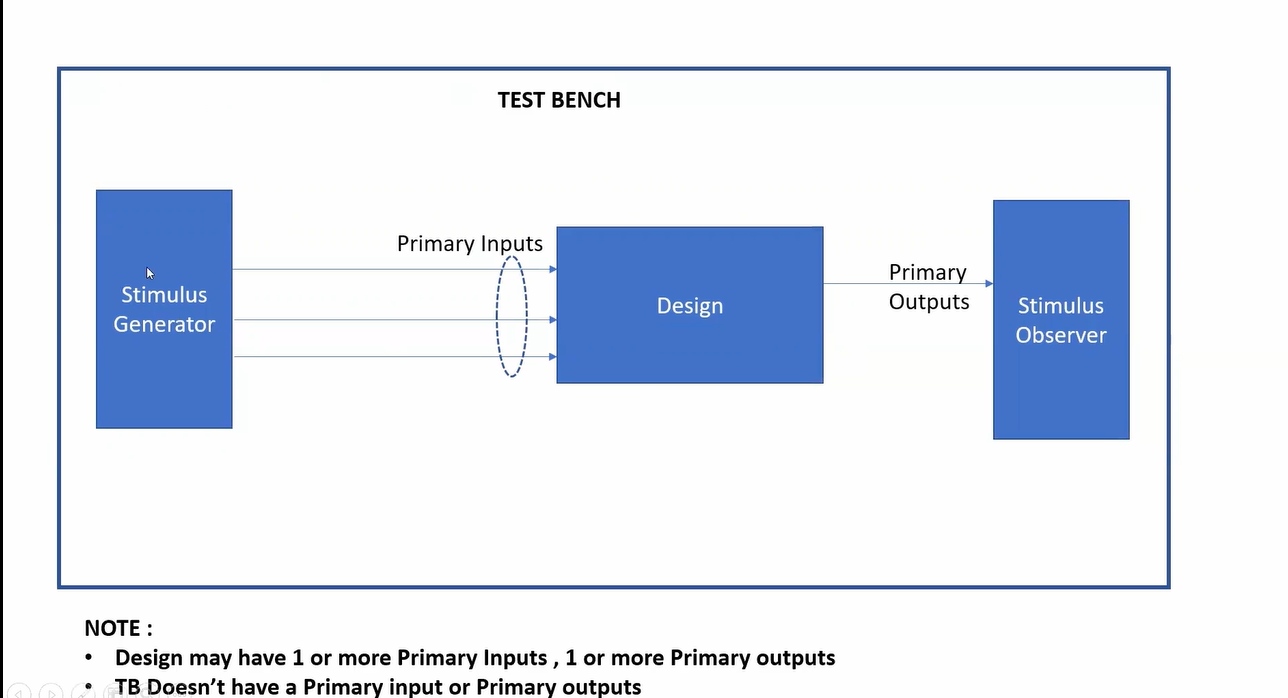 TEST BENCH
Primary Inputs
Stimulus
Generator
Design
Primary
Outputs
Stimulus
Observer
NOTE :
• Design may have 1 or more Primary Inputs , 1 or more Primary outputs
• TB Doesn't have a Primary input or Primary outputs